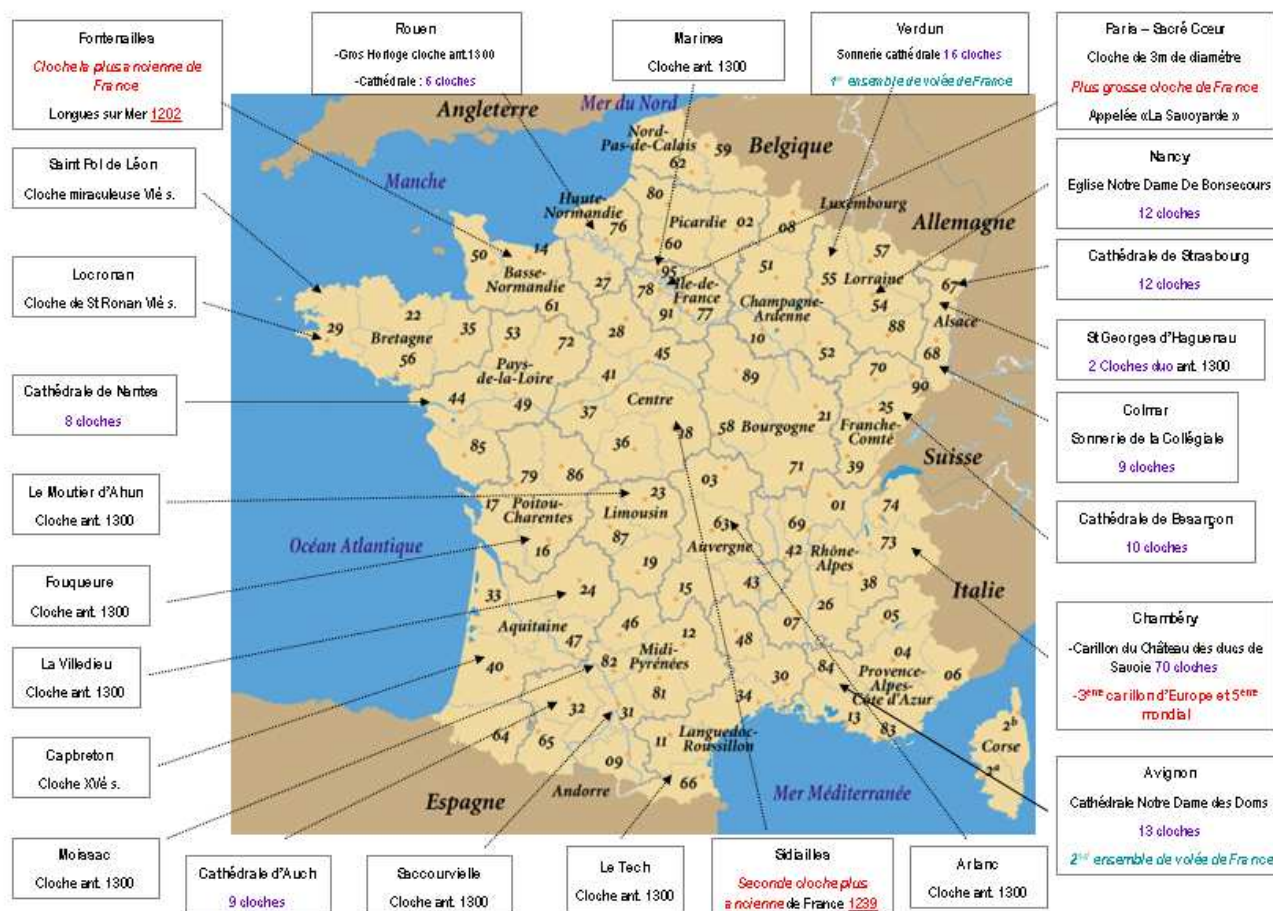 Fontenailles
Cloche la plus ancienne de
France
Longues sur Mer 1202
Rouen
-Gros Horloge cloche ant.1300
-Cathédrale : 6 cloches
Marines
Cloche ant. 1300
Verdun
Sonnerie cathédrale 16 cloches
1er ensemble de volée de France
Paris – Sacré Cœur
Cloche de 3m de diamétre
Plus grosse cloche de France
Appelée «La Savoyarde »
Saint Pol de Léon
Cloche miraculeuse VIé s.
Nancy
Eglise Notre Dame De Bonsecours
12 cloches
Locronan
Cloche de St Ronan VIé s.
Cathédrale de Strasbourg
12 cloches
St Georges d'Haguenau
2 Cloches duo ant. 1300
Cathédrale de Nantes
8 cloches
Colmar
Sonnerie de la Collégiale
9 cloches
Le Moutier d'Ahun
Cloche ant. 1300
Cathédrale de Besançon
10 cloches
Fouqueure
Cloche ant. 1300
Chambéry
-Carillon du Château des ducs de
Savoie 70 cloches
-3ème carillon d'Europe et 5ème
mondial
La Villedieu
Cloche ant. 1300
Capbreton
Cloche XVé s.
Avignon
Cathédrale Notre Dame des Doms
13 cloches
2nd ensemble de volée de France
Moissac
Cloche ant. 1300
Cathédrale d'Auch
9 cloches
Saccourvielle
Cloche ant. 1300
Le Tech
Cloche ant. 1300
Sidiailles
Seconde cloche plus
ancienne de France 1239
Arlanc
Cloche ant. 1300
Angleterre
Mer du Nord
Belgique
Manche
Luxembourg
Allemagne
Suisse
Italie
Océan Atlantique
Espagne
Andorre
Mer Méditerranée
Nord-
Pas-de-Calais
59
62
80
Haute-
Normandie
76
Picardie
02
08
60
50
14
Basse-
Normandie
27
95
78
Ile-de-
France
91
77
51
55
57
Lorraine
54
67
Alsace
88
68
Champagne-
Ardenne
10
52
61
28
29
22
Bretagne
35
56
53
72
Pays-
de-la-Loire
44
49
85
45
41
Centre
37
36
18
89
58
Bourgogne
21
71
70
90
25
Franche-
Comté
39
79
86
17
Poitou-
Charentes
16
23
Limousin
87
19
03
63
Auvergne
15
43
01
74
69
42
Rhône-
Alpes
73
38
26
07
33
24
Aquitaine
47
40
64
46
12
Midi-
Pyrénées
82
81
32
31
65
09
48
30
34
Languedoc-
Roussillon
11
66
05
04
06
84
Provence-
Alpes-
Côte d'Azur
13
83
2b
Corse
2a